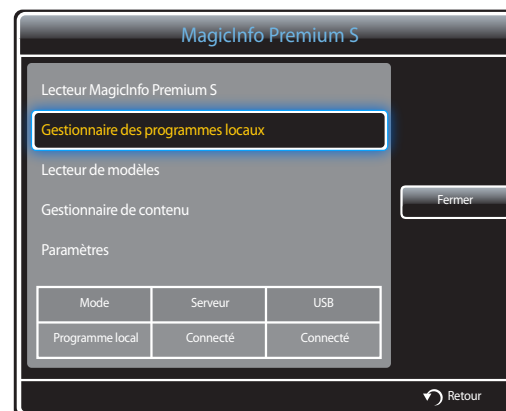 MagicInfo Premium S
Lecteur MagicInfo Premium S
Gestionnaire des programmes locaux
Lecteur de modèles
Gestionnaire de contenu
Paramètres
Fermer
Mode Serveur USB
Programme local Connecté Connecté
Retour